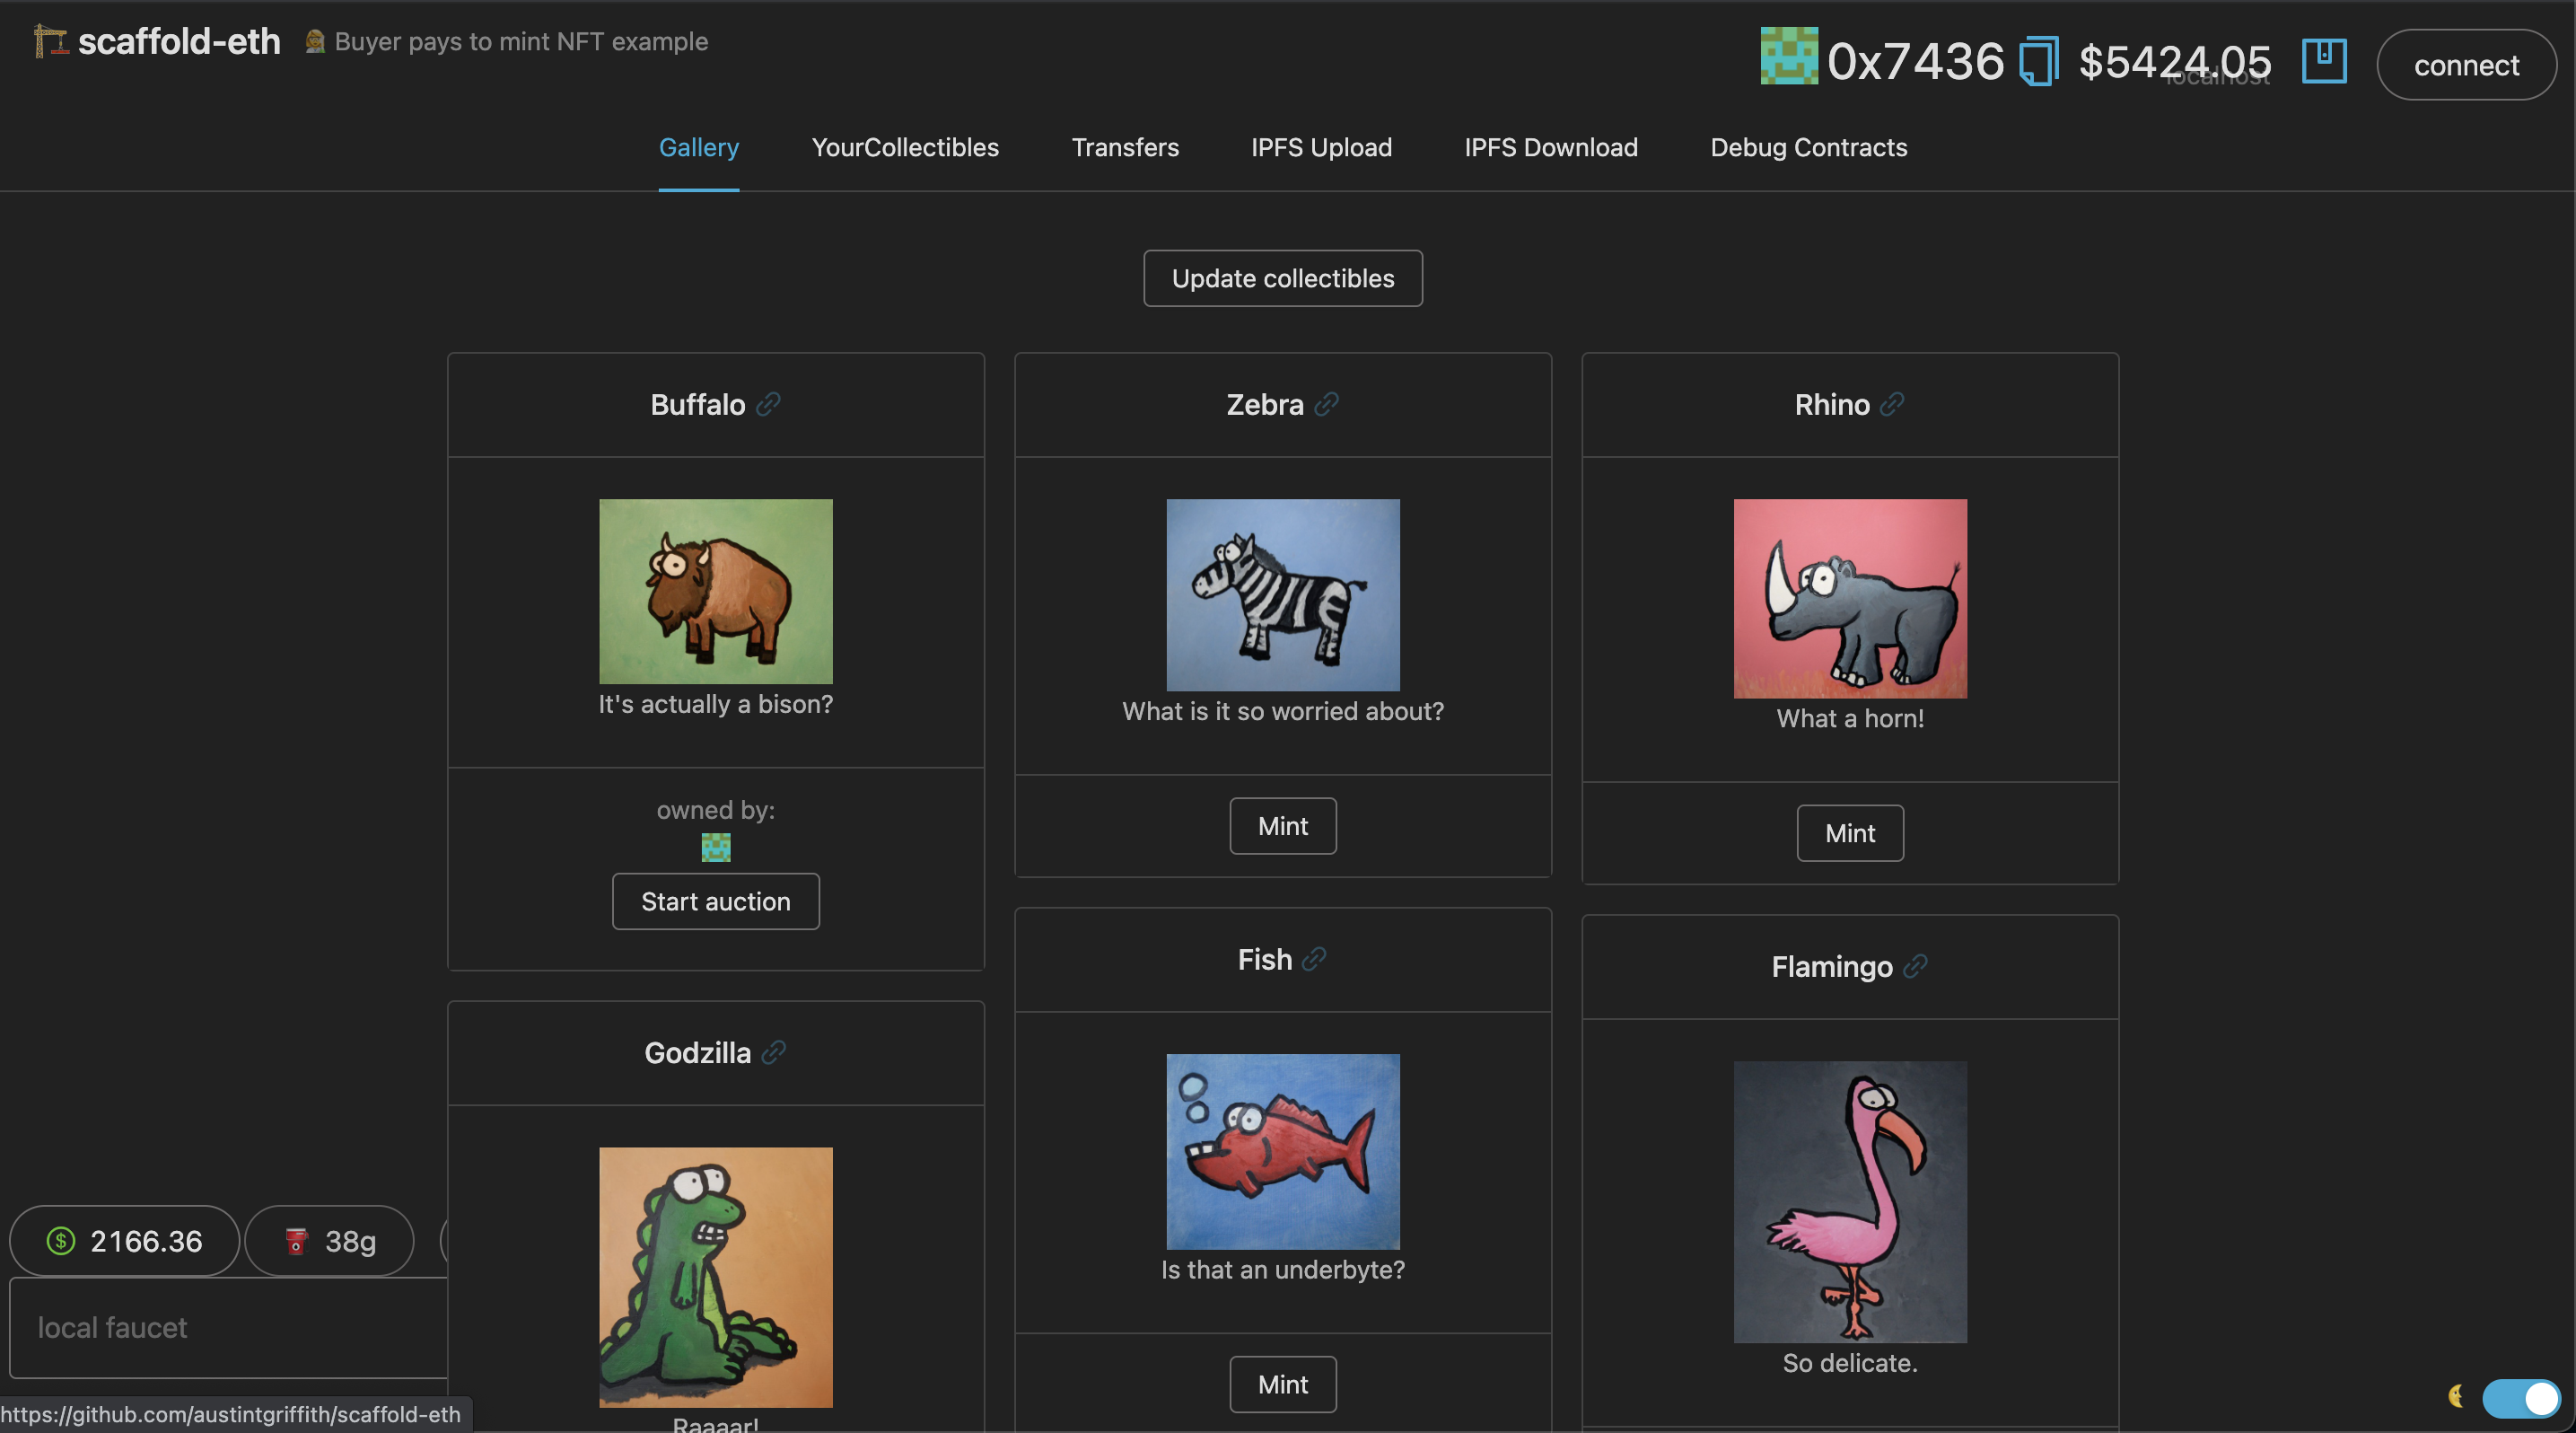 scaffold-eth
Buyer pays to mint NFT example
0x7436
$5424.05
localhost
connect
Gallery
YourCollectibles
Transfers
IPFS Upload
IPFS Download
Debug Contracts
Update collectibles
Buffalo
It's actually a bison?
owned by:
Start auction
Zebra
What is it so worried about?
Mint
Rhino
What a horn!
Mint
Godzilla
Raaaar!
Fish
Is that an underbyte?
Mint
Flamingo
So delicate.
2166.36
38g
local faucet
https://github.com/austintgriffith/scaffold-eth